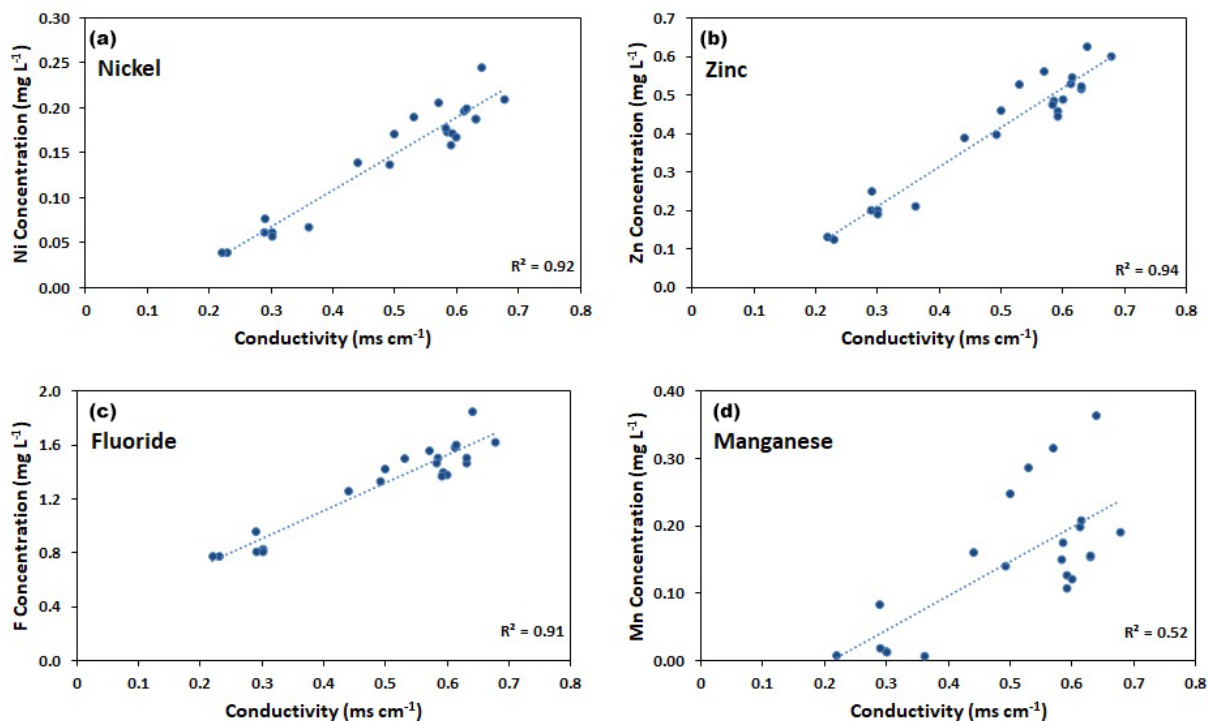 (a)
Nickel
Ni Concentration (mg L⁻¹)
0.30
0.25
0.20
0.15
0.10
0.05
0.00
R² = 0.92
0 0.1 0.2 0.3 0.4 0.5 0.6 0.7 0.8
Conductivity (ms cm⁻¹)
(b)
Zinc
Zn Concentration (mg L⁻¹)
0.7
0.6
0.5
0.4
0.3
0.2
0.1
0.0
R² = 0.94
0 0.1 0.2 0.3 0.4 0.5 0.6 0.7 0.8
Conductivity (ms cm⁻¹)
(c)
Fluoride
F Concentration (mg L⁻¹)
2.0
1.6
1.2
0.8
0.4
0.0
R² = 0.91
0 0.1 0.2 0.3 0.4 0.5 0.6 0.7 0.8
Conductivity (ms cm⁻¹)
(d)
Manganese
Mn Concentration (mg L⁻¹)
0.40
0.30
0.20
0.10
0.00
R² = 0.52
0 0.1 0.2 0.3 0.4 0.5 0.6 0.7 0.8
Conductivity (ms cm⁻¹)